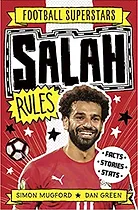 FOOTBALL SUPERSTARS
SALAH
RULES
FACTS
STORIES
STATS
SIMON MUGFORD
DAN GREEN